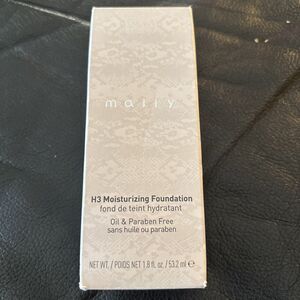 mally
H3 Moisturizing Foundation
fond de teint hydratant
Oil & Paraben Free
sans huile ou paraben
NET WT. / POIDS NET 1.8 fl. oz. / 53.2 ml ℮